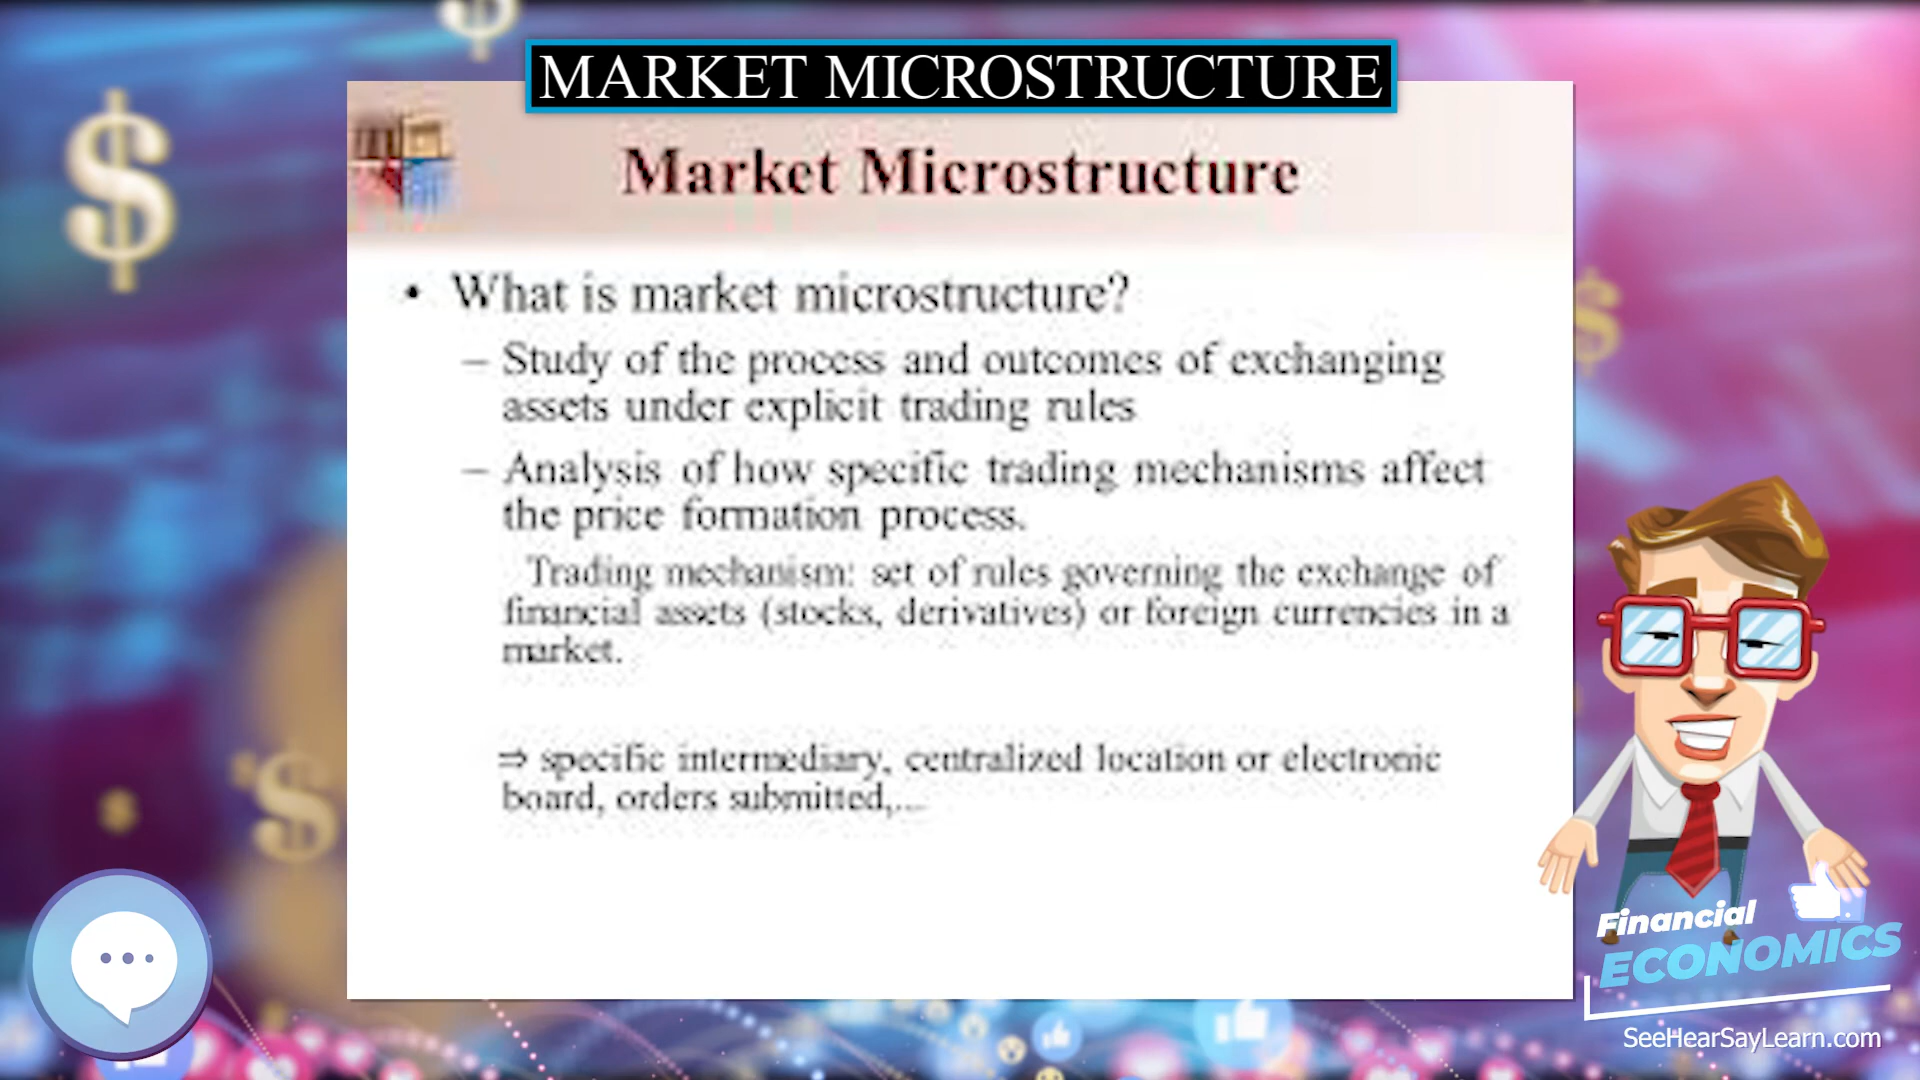 MARKET MICROSTRUCTURE
Market Microstructure
• What is market microstructure?
– Study of the process and outcomes of exchanging
assets under explicit trading rules
– Analysis of how specific trading mechanisms affect
the price formation process.
Trading mechanism: set of rules governing the exchange of
financial assets (stocks, derivatives) or foreign currencies in a
market.
⇒ specific intermediary, centralized location or electronic
board, orders submitted,...
Financial
ECONOMICS
SeeHearSayLearn.com